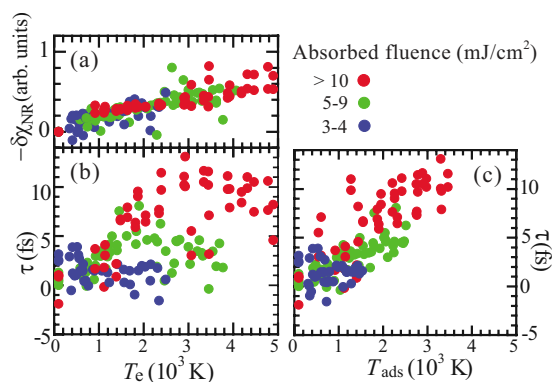 Absorbed fluence (mJ/cm²)
> 10
5-9
3-4
−δχNR (arb. units)
1
0
(a)
τ (fs)
10
5
0
-5
(b)
0 1 2 3 4 5
Te (10³ K)
(c)
10
5
0
-5
τ(fs)
0 1 2 3 4 5
Tads (10³ K)